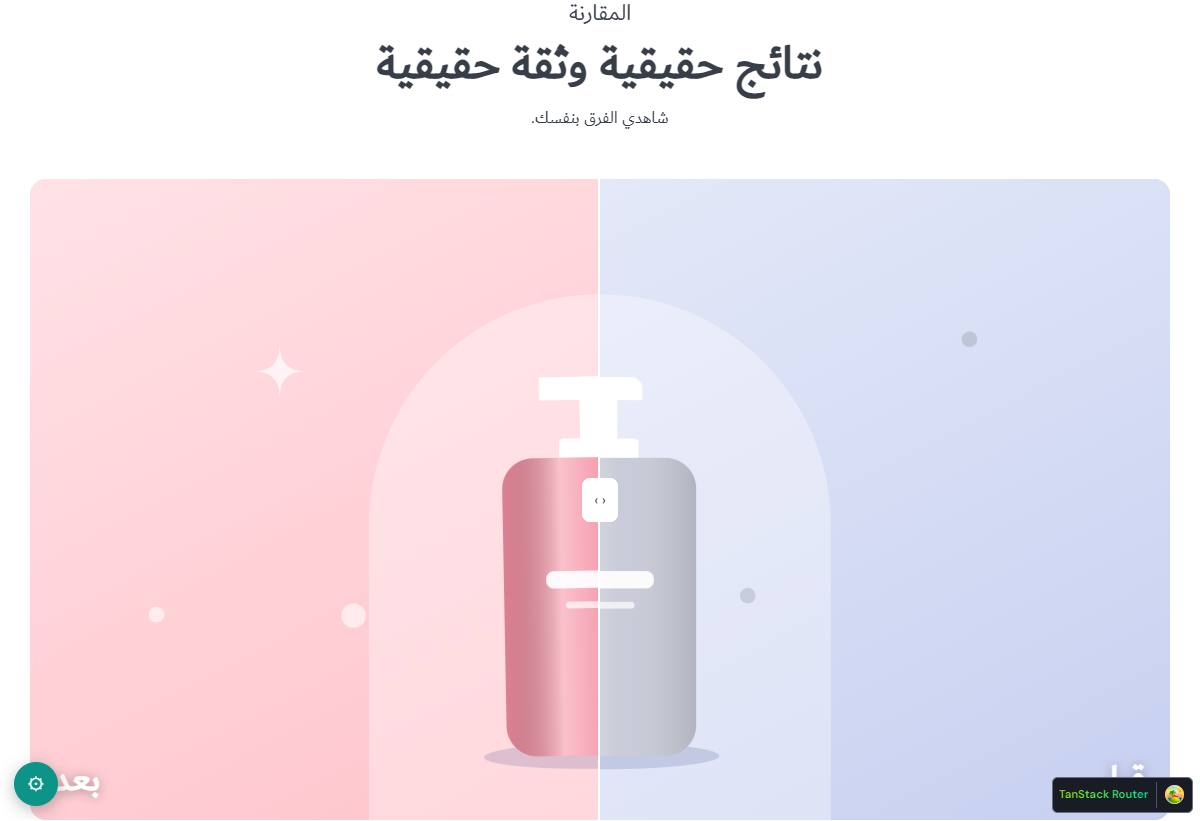 المقارنة
نتائج حقيقية وثقة حقيقية
شاهدي الفرق بنفسك.
بعد
TanStack Router